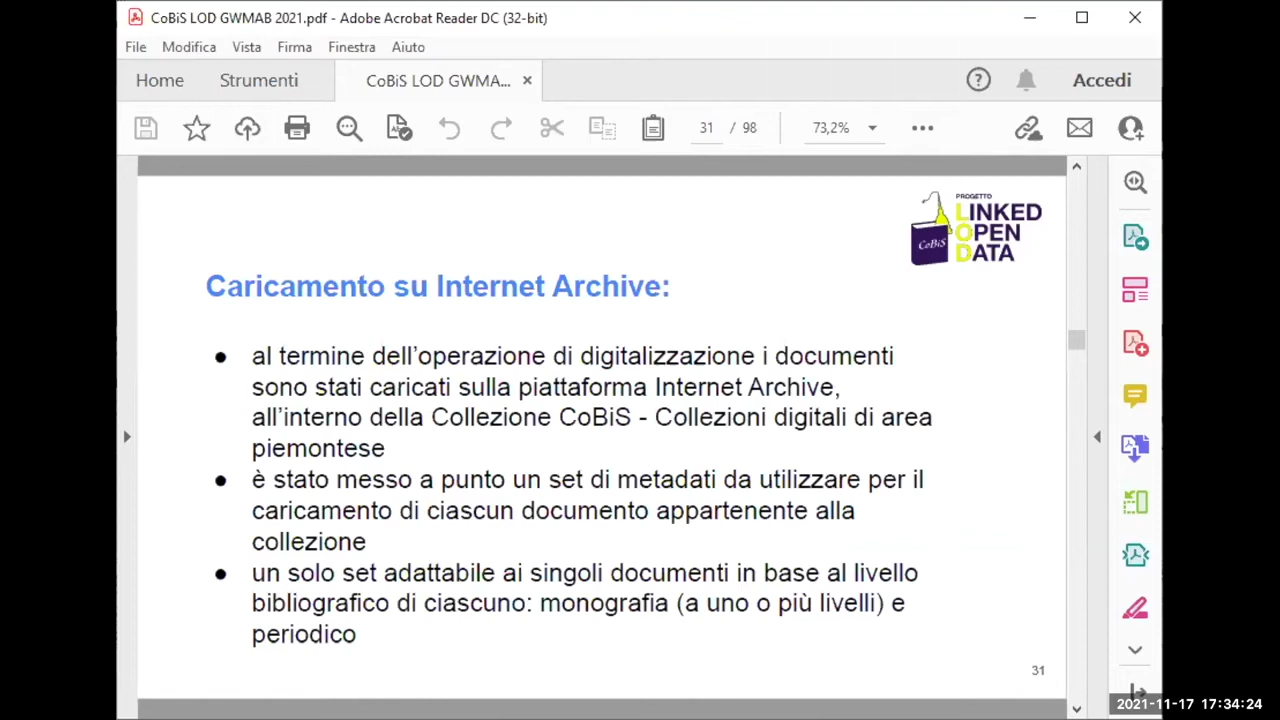 CoBiS LOD GWMAB 2021.pdf - Adobe Acrobat Reader DC (32-bit)
File Modifica Vista Firma Finestra Aiuto
Home Strumenti CoBiS LOD GWMA... × Accedi
31 / 98 73,2%
PROGETTO
LINKED
OPEN
DATA
CoBiS
Caricamento su Internet Archive:
● al termine dell'operazione di digitalizzazione i documenti
sono stati caricati sulla piattaforma Internet Archive,
all'interno della Collezione CoBiS - Collezioni digitali di area
piemontese
● è stato messo a punto un set di metadati da utilizzare per il
caricamento di ciascun documento appartenente alla
collezione
● un solo set adattabile ai singoli documenti in base al livello
bibliografico di ciascuno: monografia (a uno o più livelli) e
periodico
31
2021-11-17 17:34:24